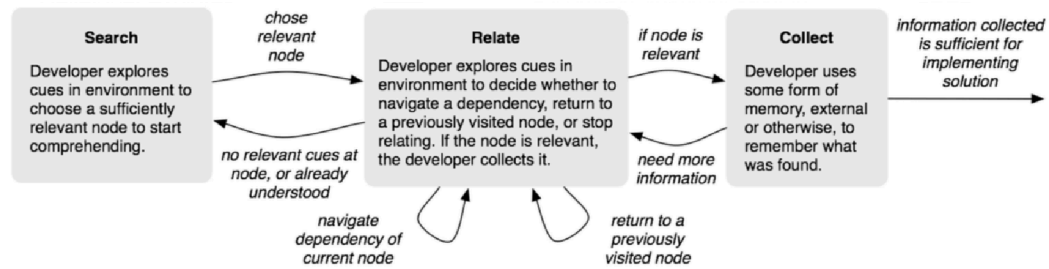 Search
Developer explores
cues in environment to
choose a sufficiently
relevant node to start
comprehending.
chose
relevant
node
no relevant cues at
node, or already
understood
Relate
Developer explores cues in
environment to decide whether to
navigate a dependency, return to
a previously visited node, or stop
relating. If the node is relevant,
the developer collects it.
navigate
dependency of
current node
return to a
previously
visited node
if node is
relevant
need more
information
Collect
Developer uses
some form of
memory, external
or otherwise, to
remember what
was found.
information collected
is sufficient for
implementing
solution